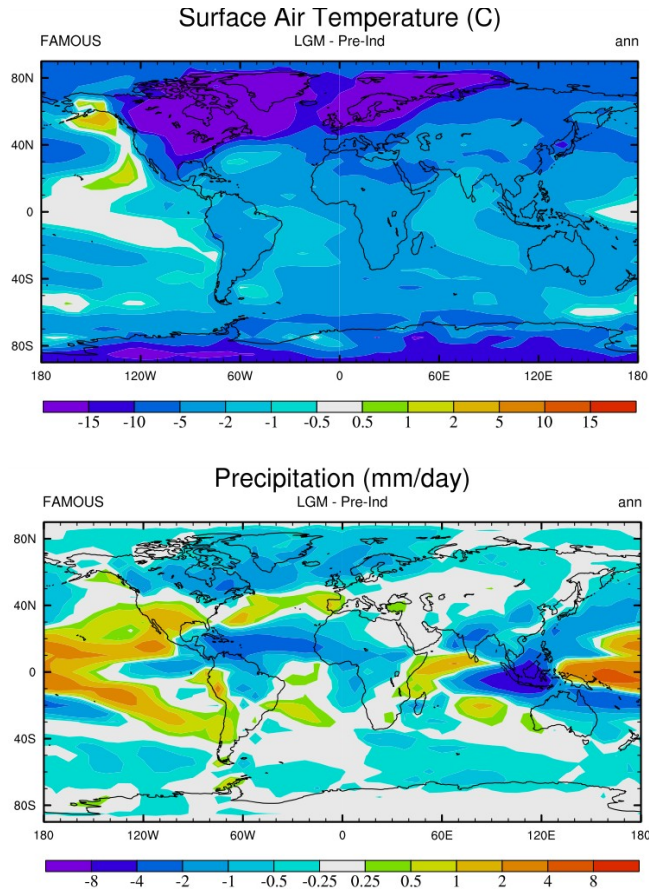 Surface Air Temperature (C)
FAMOUS LGM - Pre-Ind ann
80N
40N
0
40S
80S
180 120W 60W 0 60E 120E 180
-15 -10 -5 -2 -1 -0.5 0.5 1 2 5 10 15
Precipitation (mm/day)
FAMOUS LGM - Pre-Ind ann
80N
40N
0
40S
80S
180 120W 60W 0 60E 120E 180
-8 -4 -2 -1 -0.5 -0.25 0.25 0.5 1 2 4 8